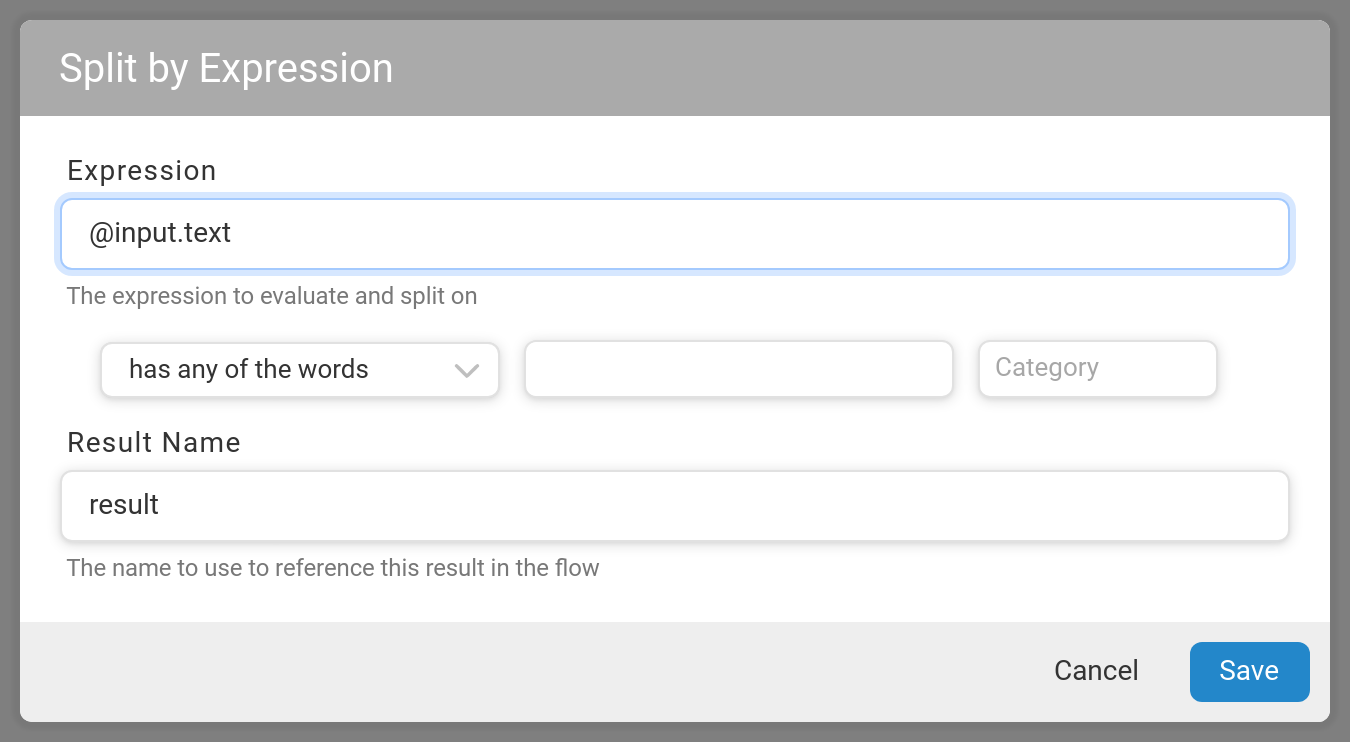 Split by Expression
Expression
@input.text
The expression to evaluate and split on
has any of the words
Category
Result Name
result
The name to use to reference this result in the flow
Cancel
Save